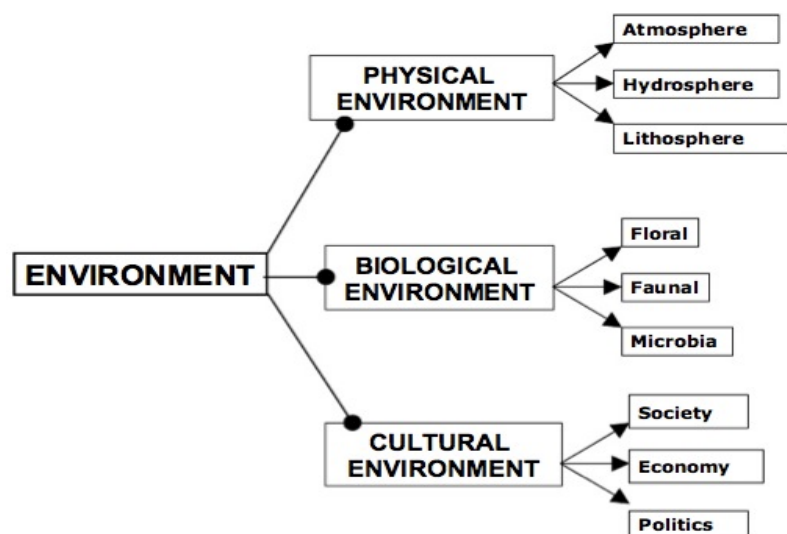 PHYSICAL
ENVIRONMENT
Atmosphere
Hydrosphere
Lithosphere
ENVIRONMENT
BIOLOGICAL
ENVIRONMENT
Floral
Faunal
Microbia
CULTURAL
ENVIRONMENT
Society
Economy
Politics